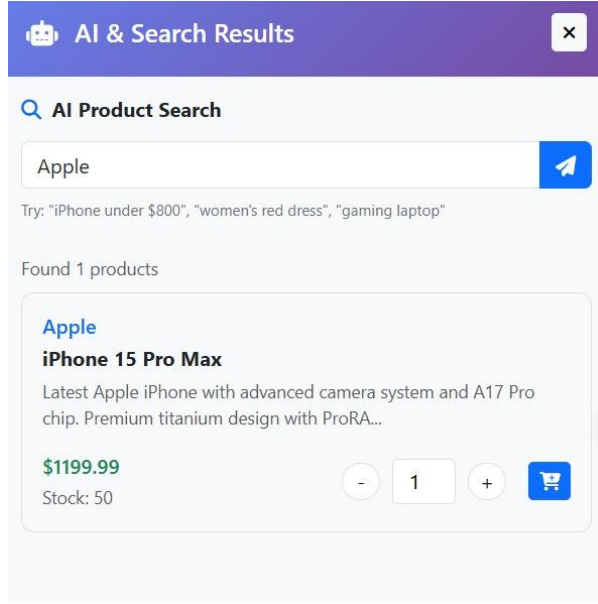 AI & Search Results
×
AI Product Search
Apple
Try: "iPhone under $800", "women's red dress", "gaming laptop"
Found 1 products
Apple
iPhone 15 Pro Max
Latest Apple iPhone with advanced camera system and A17 Pro
chip. Premium titanium design with ProRA...
$1199.99
- 1 +
Stock: 50